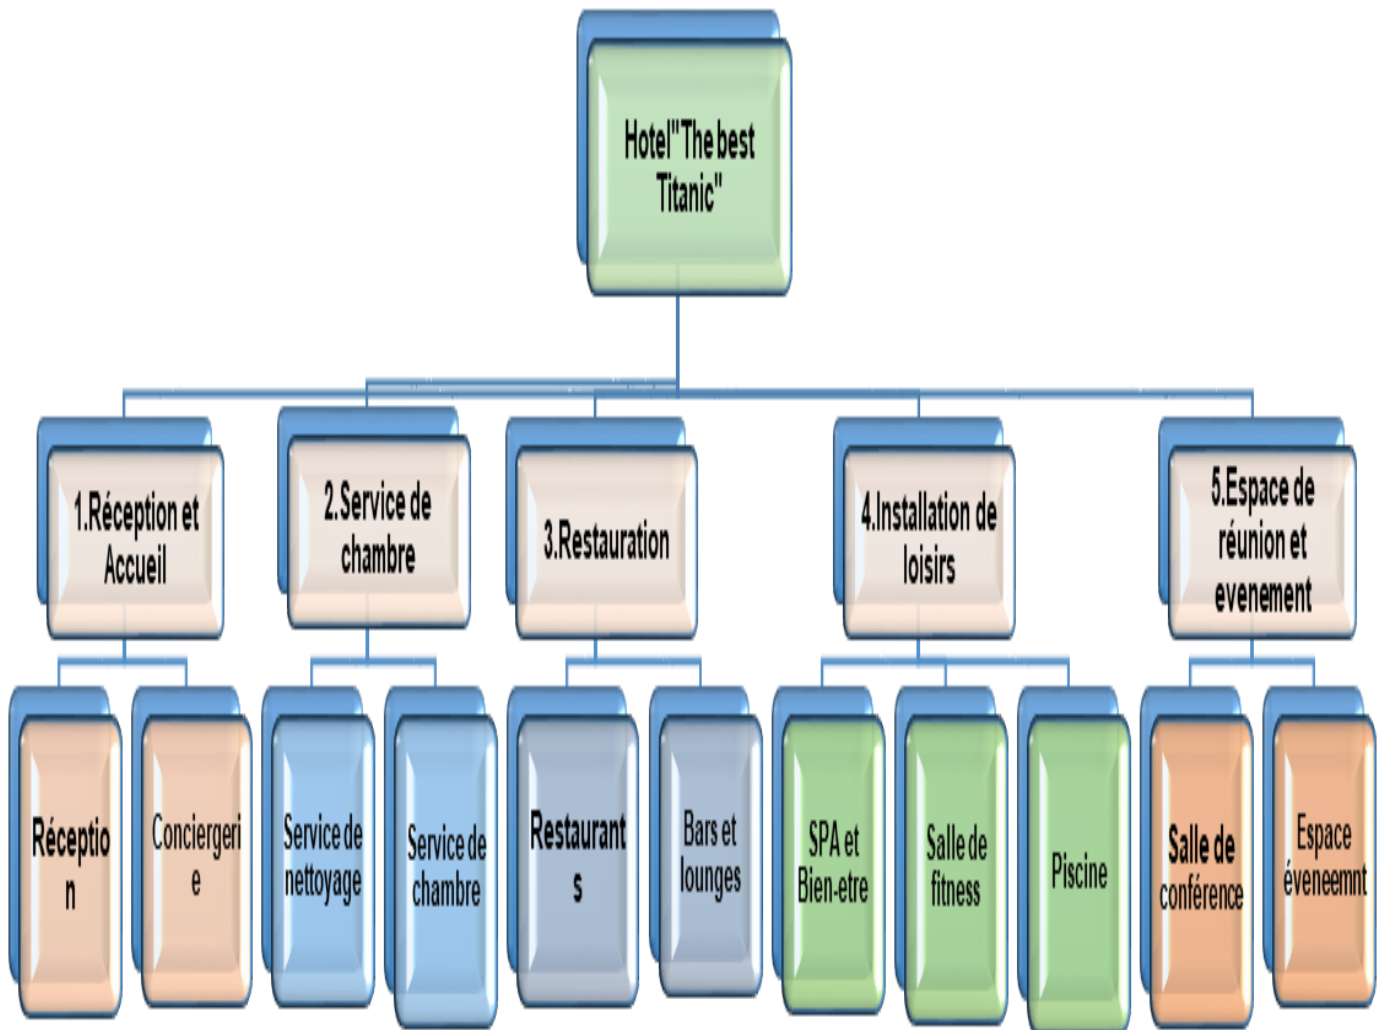 Hotel"The best
Titanic"
1.Réception et
Accueil
2.Service de
chambre
3.Restauration
4.Installation de
loisirs
5.Espace de
réunion et
evenement
Réceptio
n
Conciergeri
e
Service de
nettoyage
Service de
chambre
Restaurant
s
Bars et
lounges
SPA et
Bien-etre
Salle de
fitness
Piscine
Salle de
conférence
Espace
éveneemnt